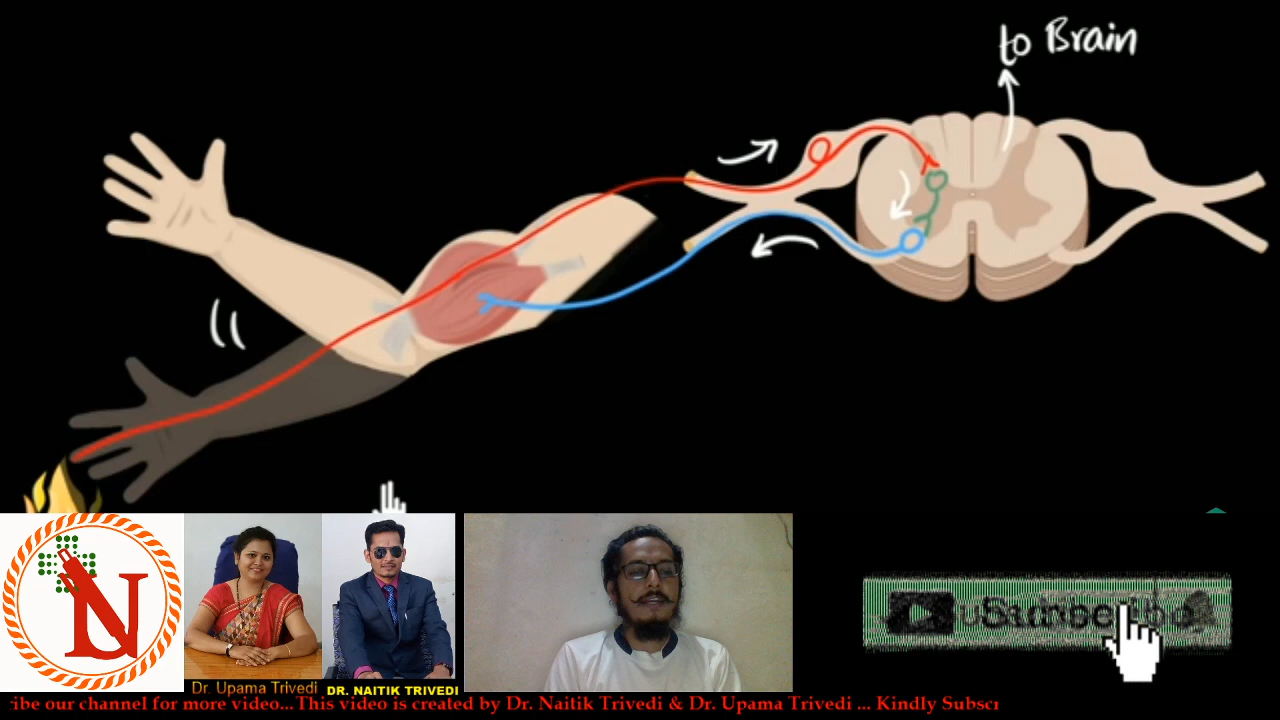 to Brain
N
Dr. Upama Trivedi
DR. NAITIK TRIVEDI
ibe our channel for more video...This video is created by Dr. Naitik Trivedi & Dr. Upama Trivedi ... Kindly Subscr